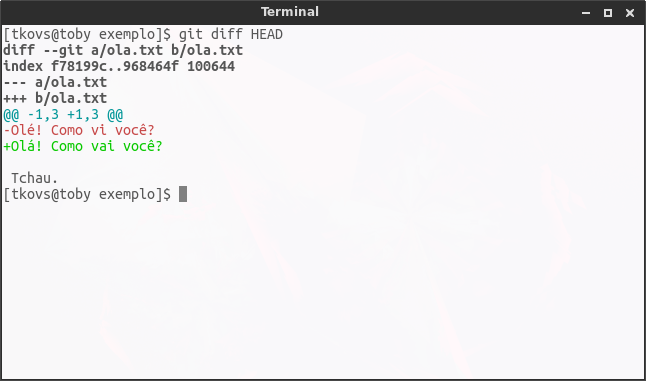 Terminal
[tkovs@toby exemplo]$ git diff HEAD
diff --git a/ola.txt b/ola.txt
index f78199c..968464f 100644
--- a/ola.txt
+++ b/ola.txt
@@ -1,3 +1,3 @@
-Olé! Como vi você?
+Olá! Como vai você?

 Tchau.
[tkovs@toby exemplo]$